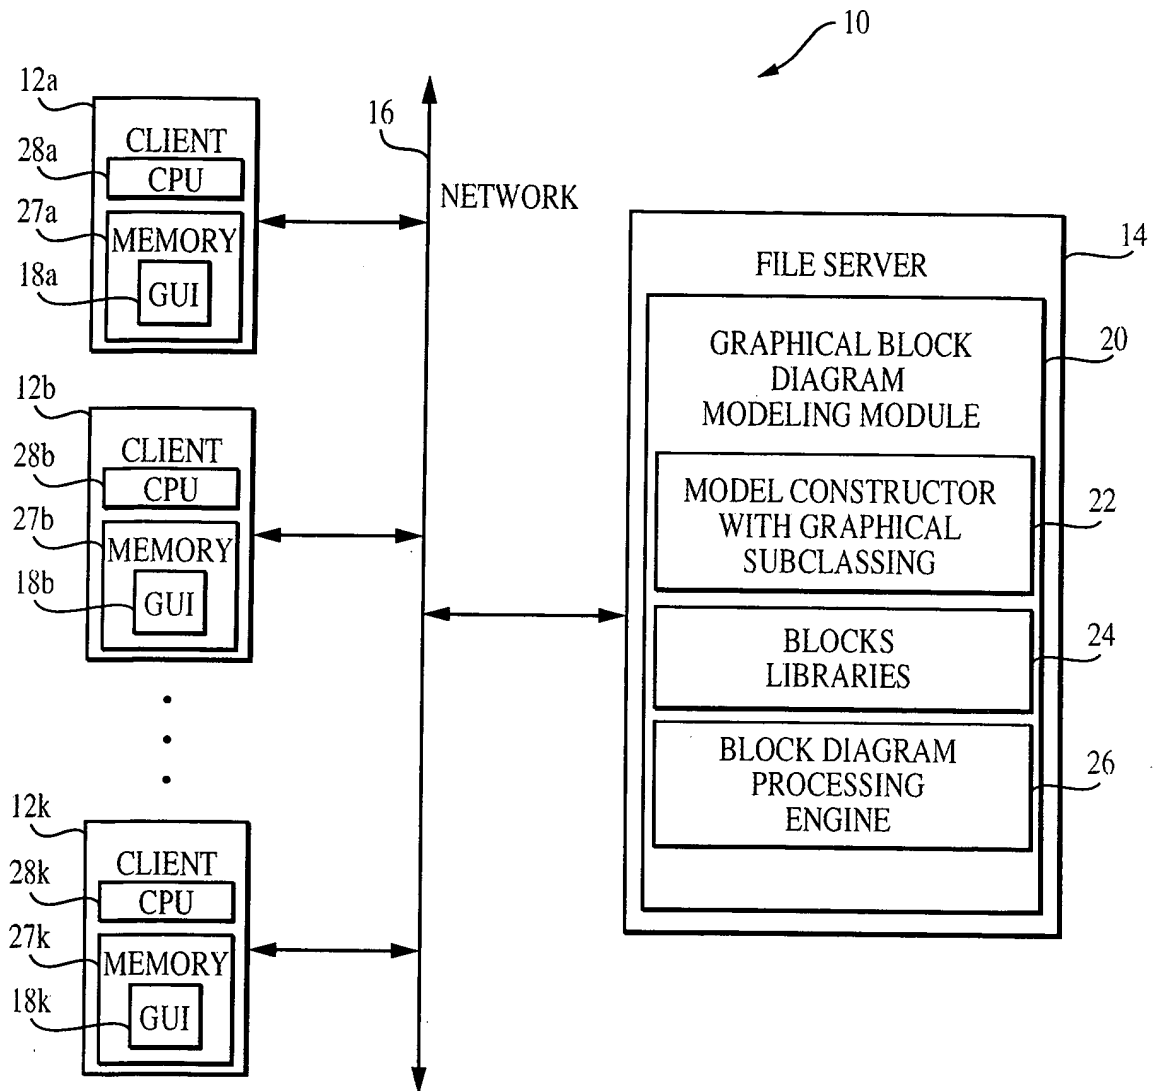 10
12a
CLIENT
28a
CPU
27a
MEMORY
18a
GUI
16
NETWORK
12b
CLIENT
28b
CPU
27b
MEMORY
18b
GUI
12k
CLIENT
28k
CPU
27k
MEMORY
18k
GUI
14
FILE SERVER
20
GRAPHICAL BLOCK
DIAGRAM
MODELING MODULE
MODEL CONSTRUCTOR
WITH GRAPHICAL
SUBCLASSING
22
BLOCKS
LIBRARIES
24
BLOCK DIAGRAM
PROCESSING
ENGINE
26